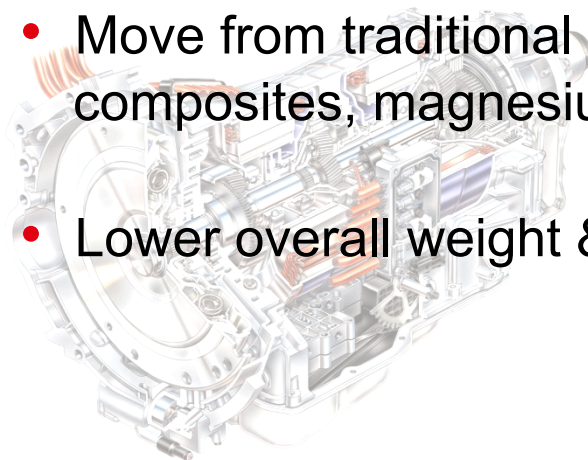 • Move from traditional
composites, magnesiu
• Lower overall weight &